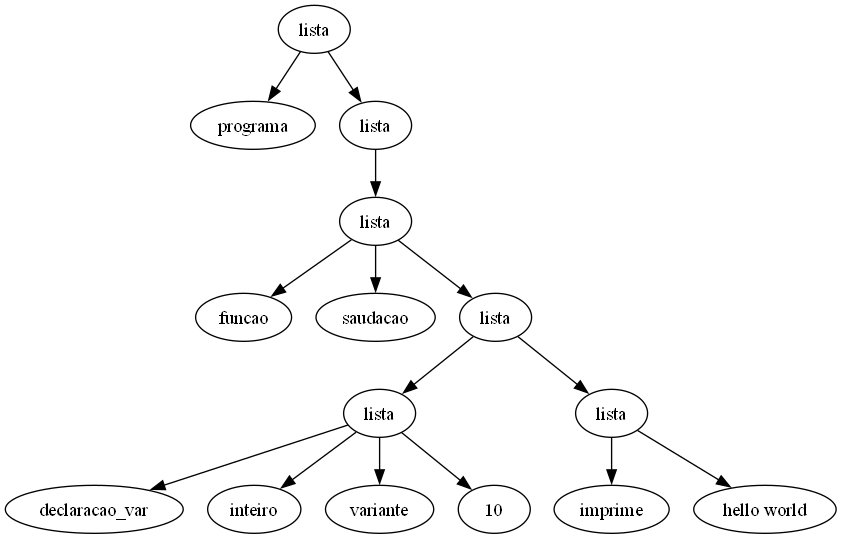 lista
programa
lista
lista
funcao
saudacao
lista
lista
lista
declaracao_var
inteiro
variante
10
imprime
hello world